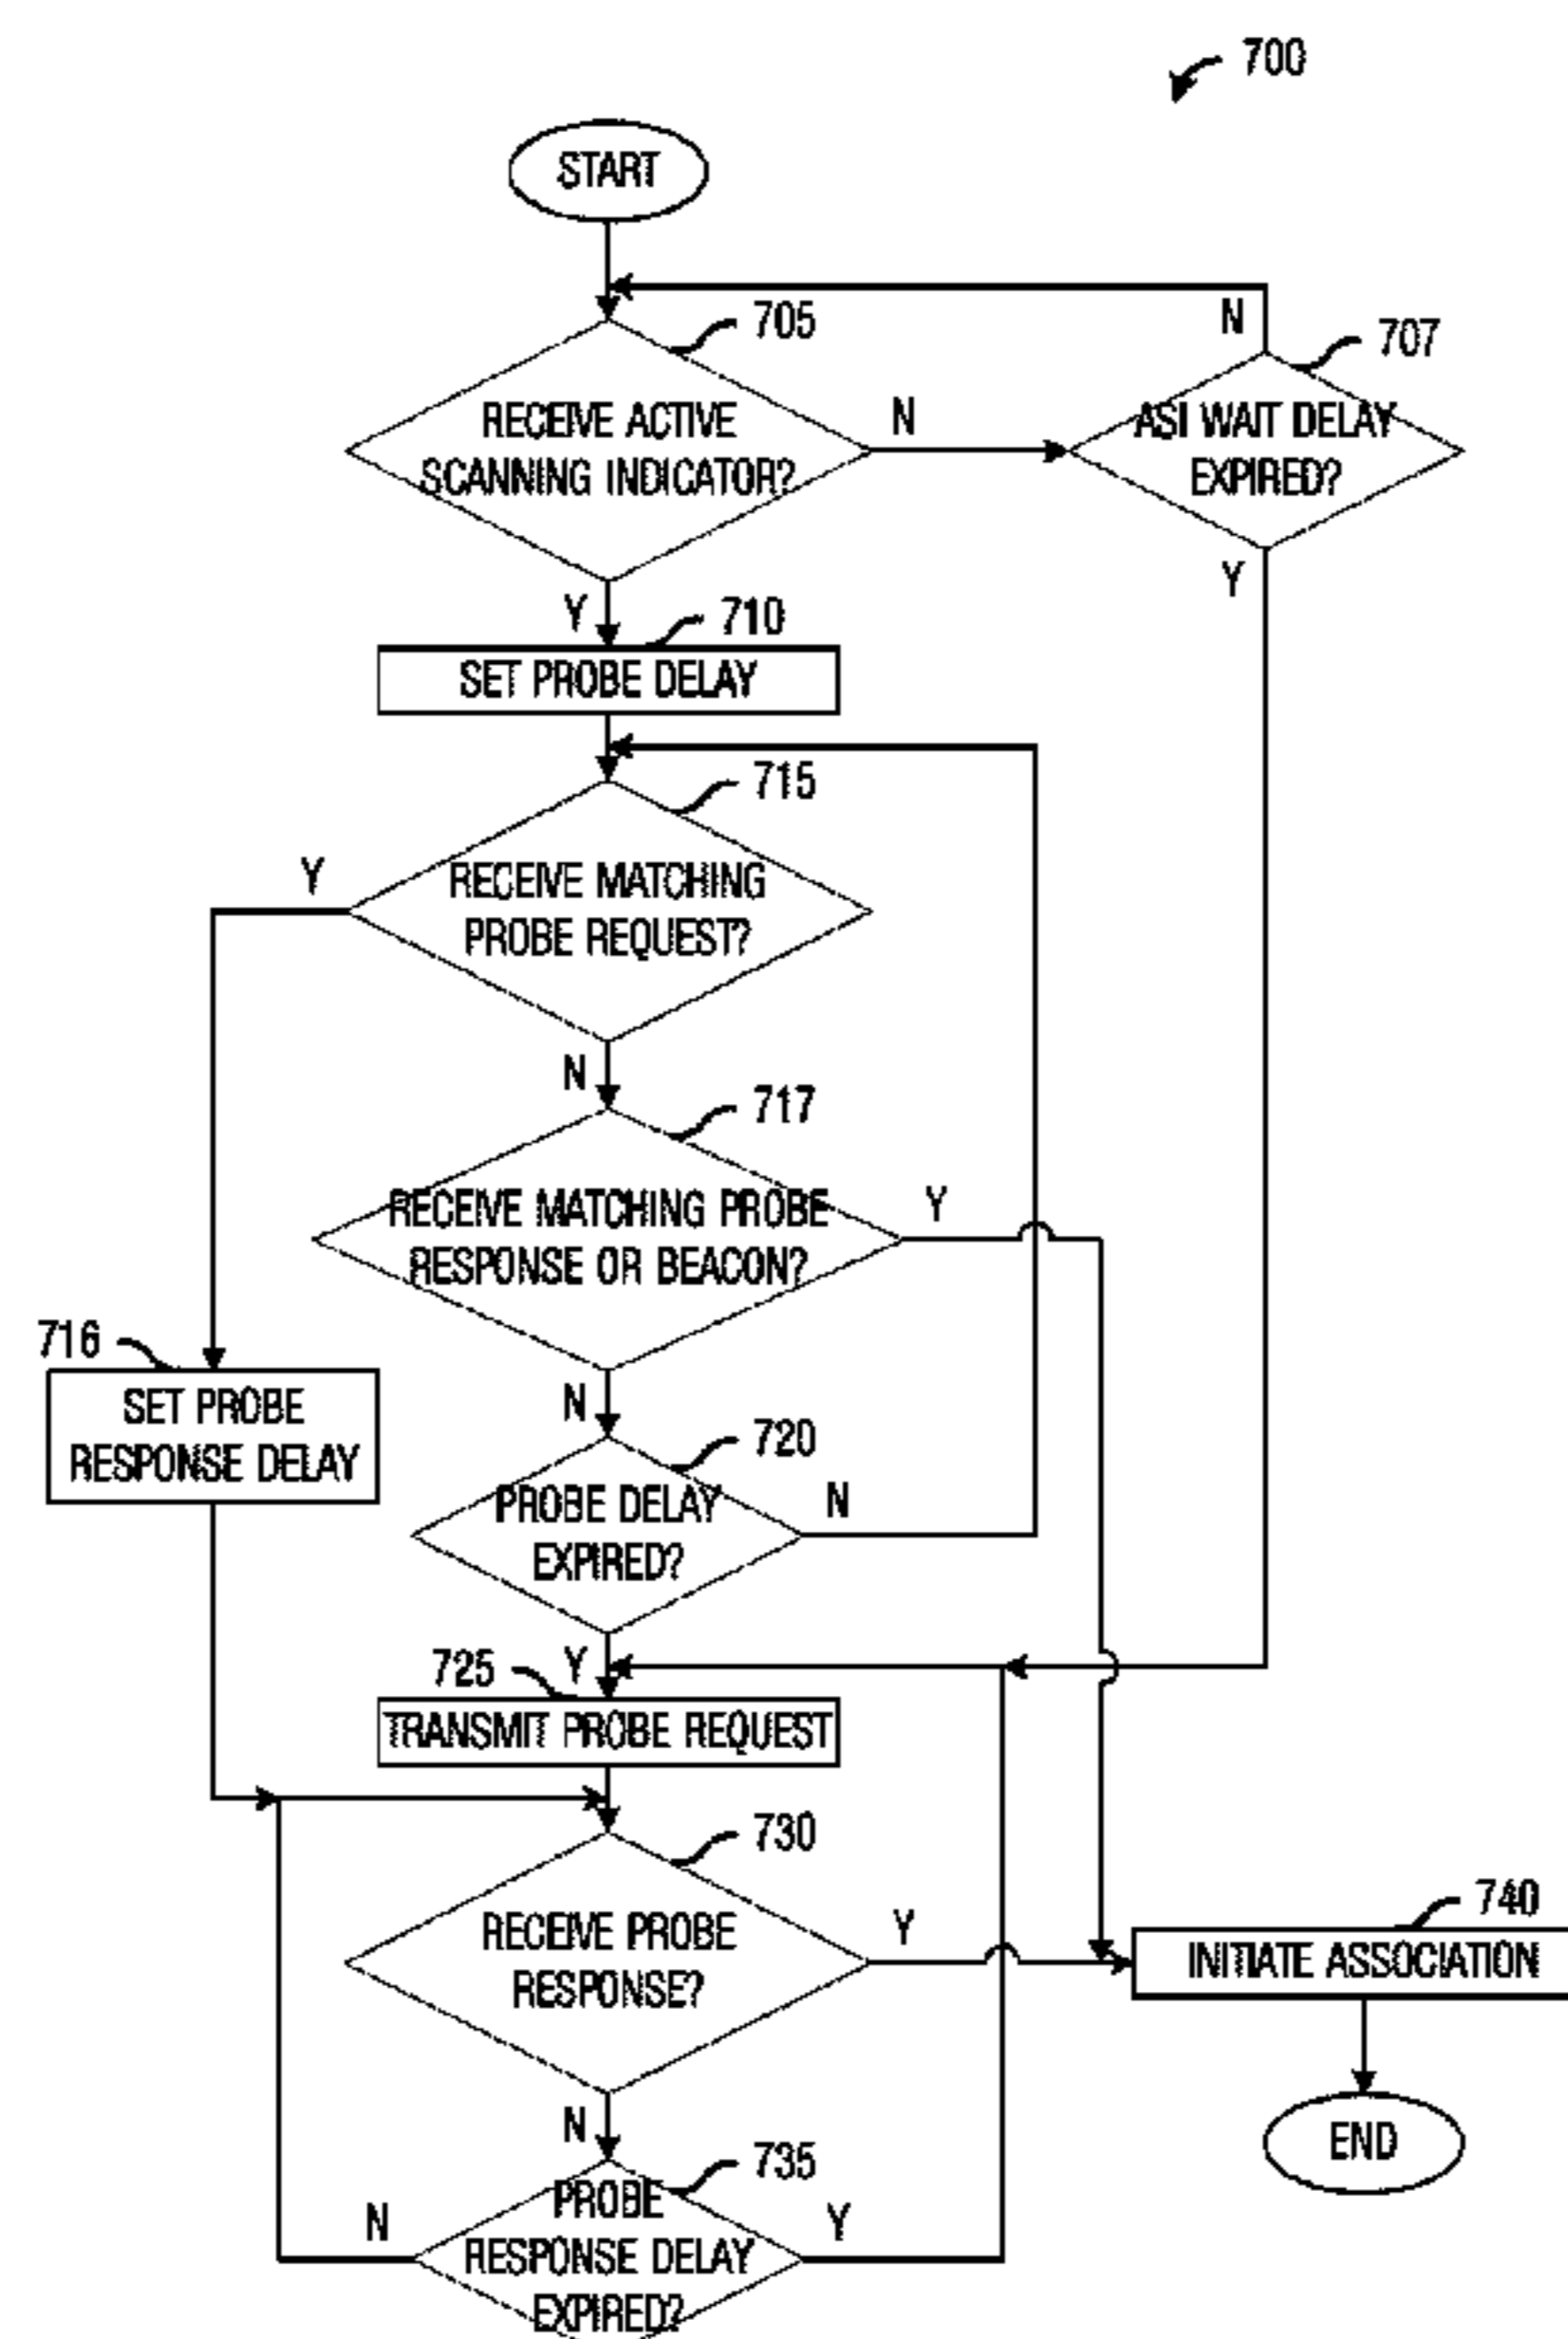 700
START
N
705
707
RECEIVE ACTIVE
SCANNING INDICATOR?
N
ASI WAIT DELAY
EXPIRED?
Y
Y
710
SET PROBE DELAY
715
Y
RECEIVE MATCHING
PROBE REQUEST?
N
717
RECEIVE MATCHING PROBE
RESPONSE OR BEACON?
Y
716
SET PROBE
RESPONSE DELAY
N
720
PROBE DELAY
EXPIRED?
N
725
Y
TRANSMIT PROBE REQUEST
730
RECEIVE PROBE
RESPONSE?
Y
740
INITIATE ASSOCIATION
N
735
END
PROBE
RESPONSE DELAY
EXPIRED?
N
Y